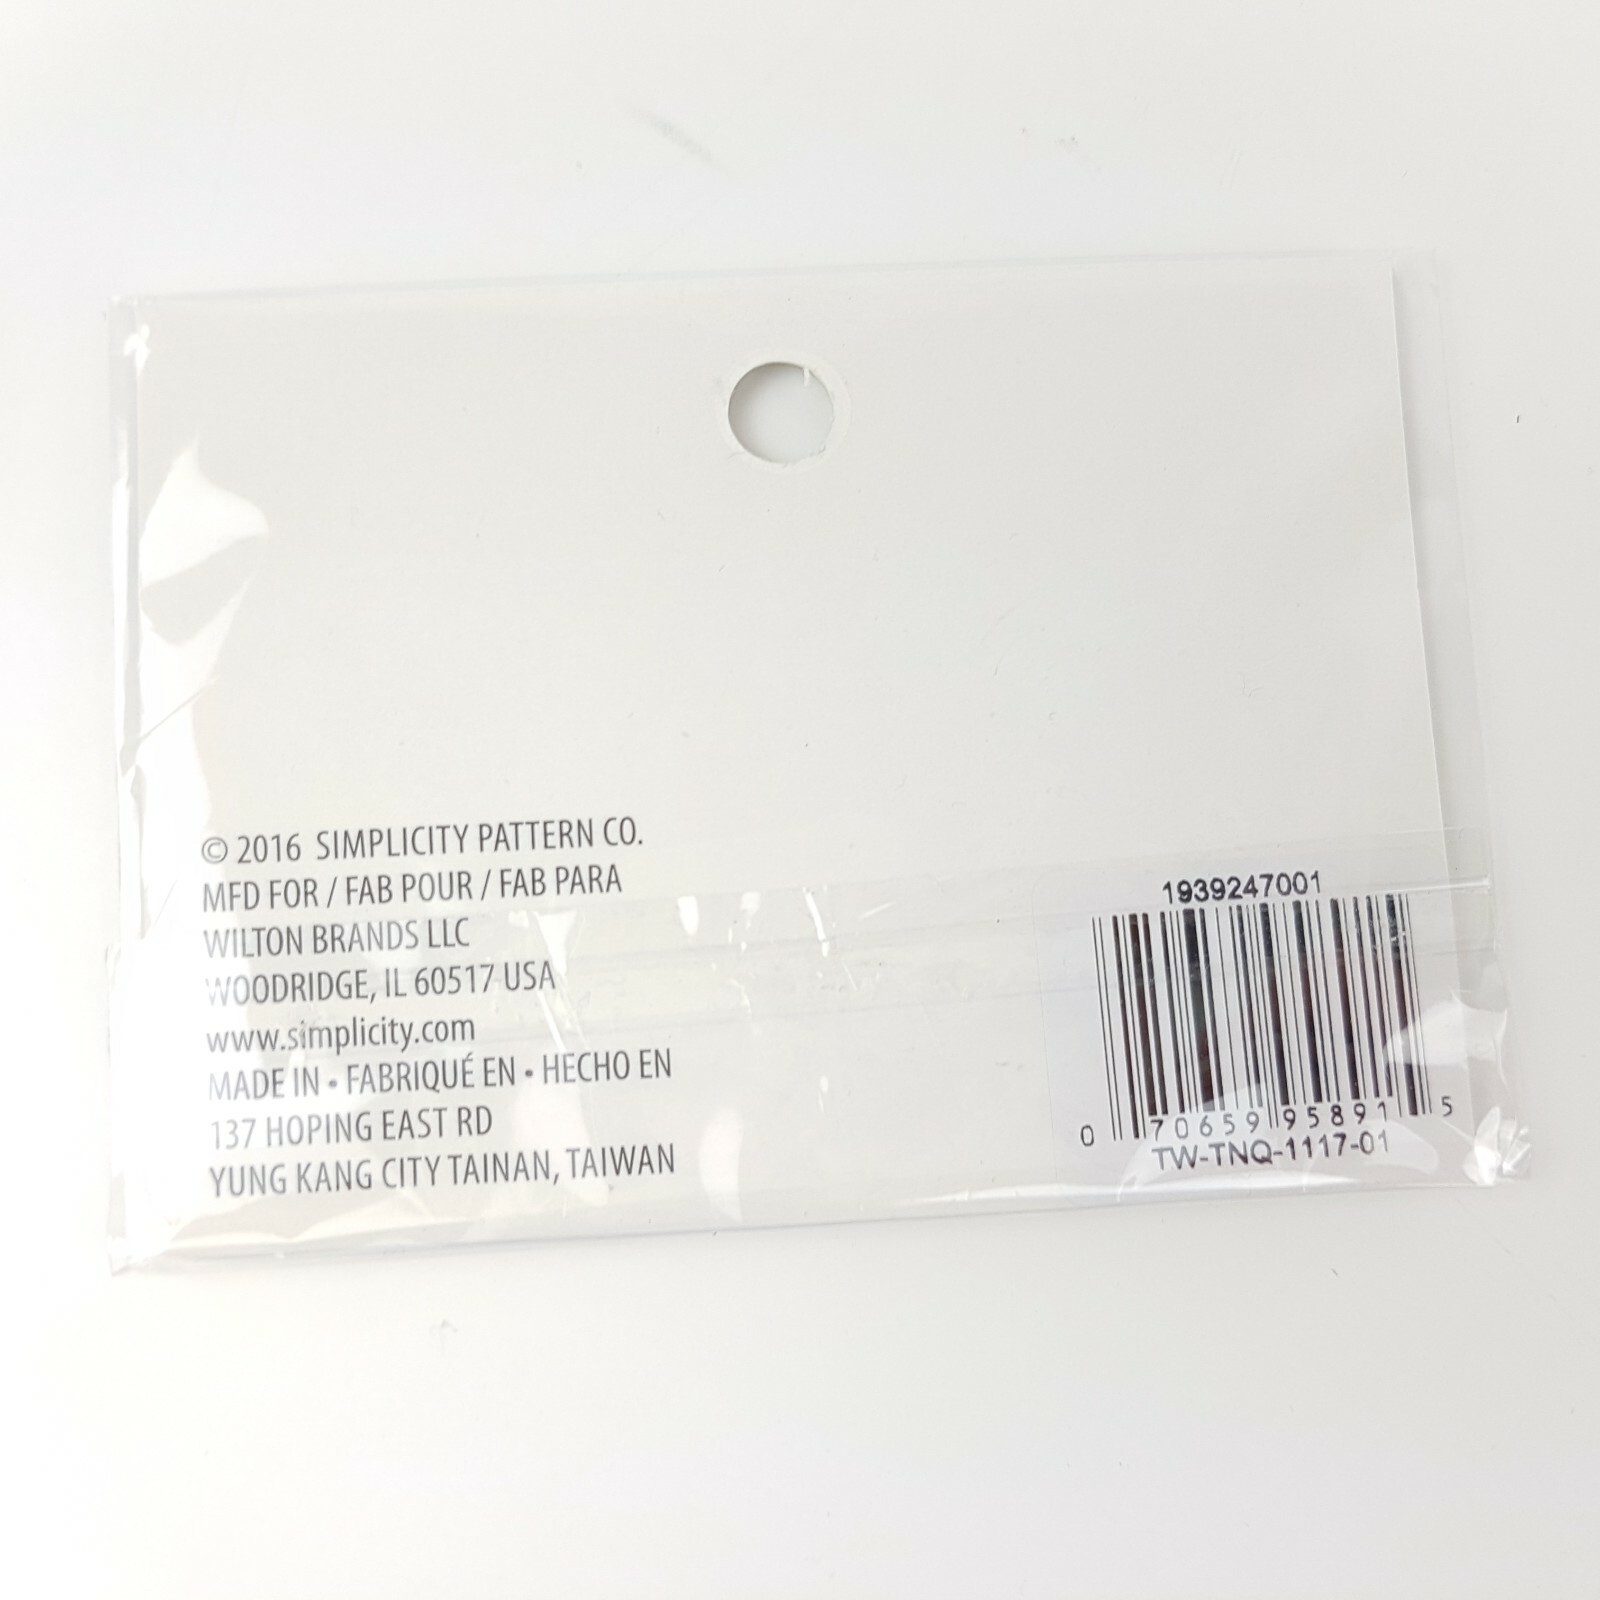 © 2016 SIMPLICITY PATTERN CO.
MFD FOR / FAB POUR / FAB PARA
WILTON BRANDS LLC
WOODRIDGE, IL 60517 USA
www.simplicity.com
MADE IN • FABRIQUÉ EN • HECHO EN
137 HOPING EAST RD
YUNG KANG CITY TAINAN, TAIWAN
1939247001
0 70659 95891 5
TW-TNQ-1117-01